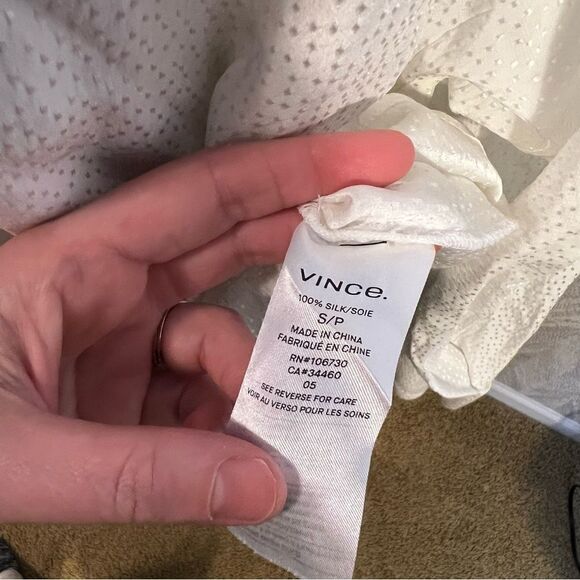 VINCE.
100% SILK/SOIE
S/P
MADE IN CHINA
FABRIQUÉ EN CHINE
RN#106730
CA#34460
05
SEE REVERSE FOR CARE
VOIR AU VERSO POUR LES SOINS